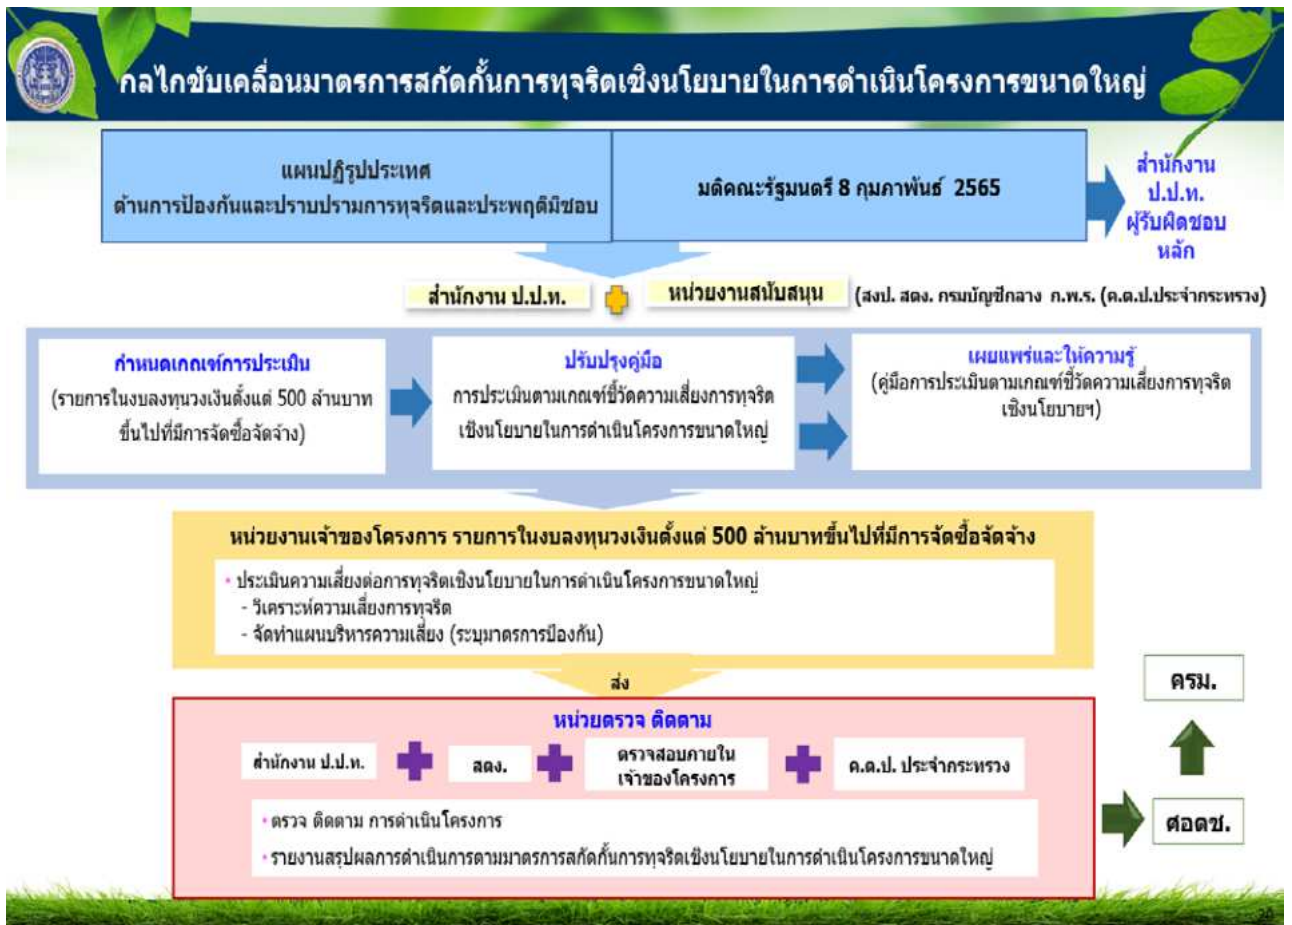 กลไกขับเคลื่อนมาตรการสกัดกั้นการทุจริตเชิงนโยบายในการดำเนินโครงการขนาดใหญ่
แผนปฏิรูปประเทศ
ด้านการป้องกันและปราบปรามการทุจริตและประพฤติมิชอบ
มติคณะรัฐมนตรี 8 กุมภาพันธ์ 2565
สำนักงาน
ป.ป.ท.
ผู้รับผิดชอบ
หลัก
สำนักงาน ป.ป.ท.
หน่วยงานสนับสนุน
(สงป. สตง. กรมบัญชีกลาง ก.พ.ร. (ค.ต.ป.ประจำกระทรวง)
กำหนดเกณฑ์การประเมิน
(รายการในงบลงทุนวงเงินตั้งแต่ 500 ล้านบาท
ขึ้นไปที่มีการจัดซื้อจัดจ้าง)
ปรับปรุงคู่มือ
การประเมินตามเกณฑ์ชี้วัดความเสี่ยงการทุจริต
เชิงนโยบายในการดำเนินโครงการขนาดใหญ่
เผยแพร่และให้ความรู้
(คู่มือการประเมินตามเกณฑ์ชี้วัดความเสี่ยงการทุจริต
เชิงนโยบายฯ)
หน่วยงานเจ้าของโครงการ รายการในงบลงทุนวงเงินตั้งแต่ 500 ล้านบาทขึ้นไปที่มีการจัดซื้อจัดจ้าง
• ประเมินความเสี่ยงต่อการทุจริตเชิงนโยบายในการดำเนินโครงการขนาดใหญ่
- วิเคราะห์ความเสี่ยงการทุจริต
- จัดทำแผนบริหารความเสี่ยง (ระบุมาตรการป้องกัน)
ส่ง
หน่วยตรวจ ติดตาม
สำนักงาน ป.ป.ท.
สตง.
ตรวจสอบภายใน
เจ้าของโครงการ
ค.ต.ป. ประจำกระทรวง
• ตรวจ ติดตาม การดำเนินโครงการ
• รายงานสรุปผลการดำเนินการตามมาตรการสกัดกั้นการทุจริตเชิงนโยบายในการดำเนินโครงการขนาดใหญ่
ครม.
ศอตช.
20